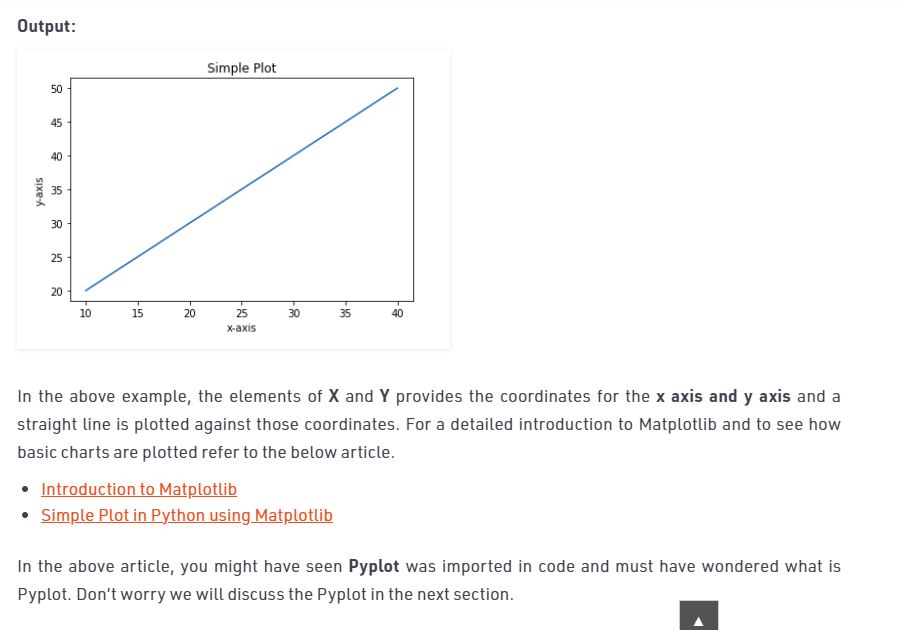 Output:
Simple Plot
50
45
40
35
30
25
20
y-axis
10 15 20 25 30 35 40
x-axis
In the above example, the elements of X and Y provides the coordinates for the x axis and y axis and a
straight line is plotted against those coordinates. For a detailed introduction to Matplotlib and to see how
basic charts are plotted refer to the below article.
• Introduction to Matplotlib
• Simple Plot in Python using Matplotlib
In the above article, you might have seen Pyplot was imported in code and must have wondered what is
Pyplot. Don't worry we will discuss the Pyplot in the next section.